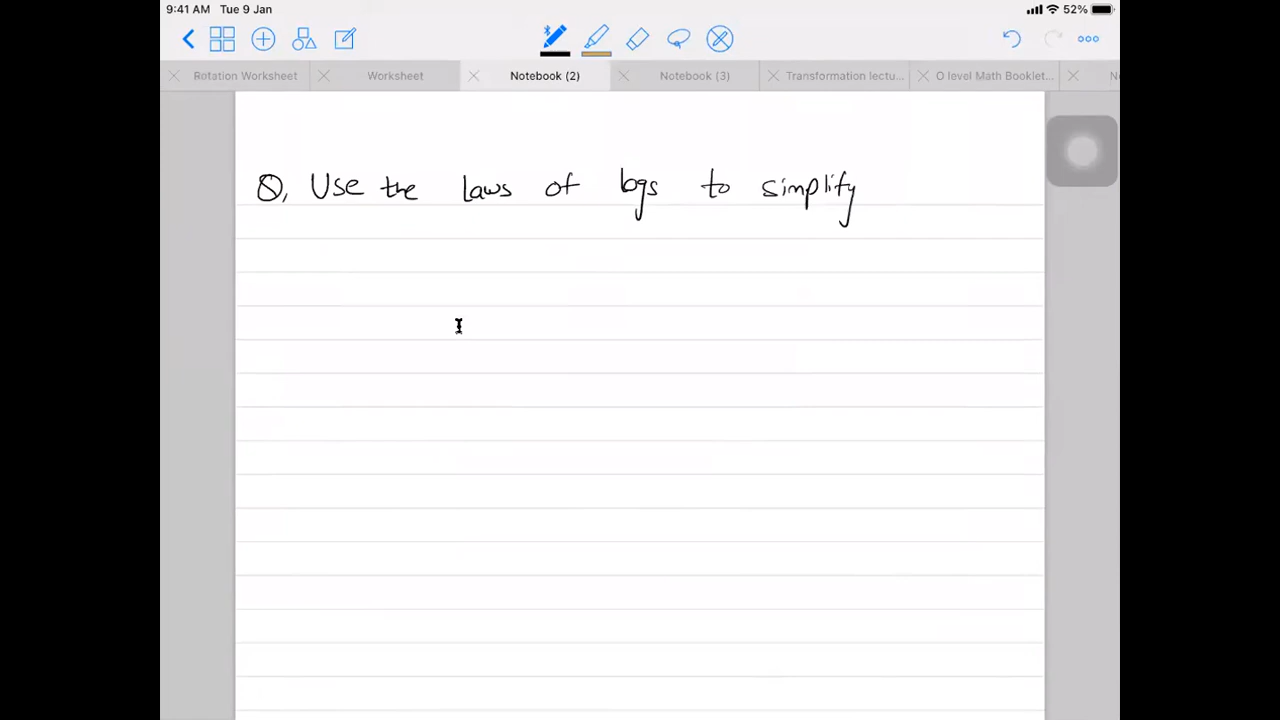 9:41 AM Tue 9 Jan 52%
Rotation Worksheet Worksheet Notebook (2) Notebook (3) Transformation lectu... O level Math Booklet... N
Q, Use the laws of logs to simplify